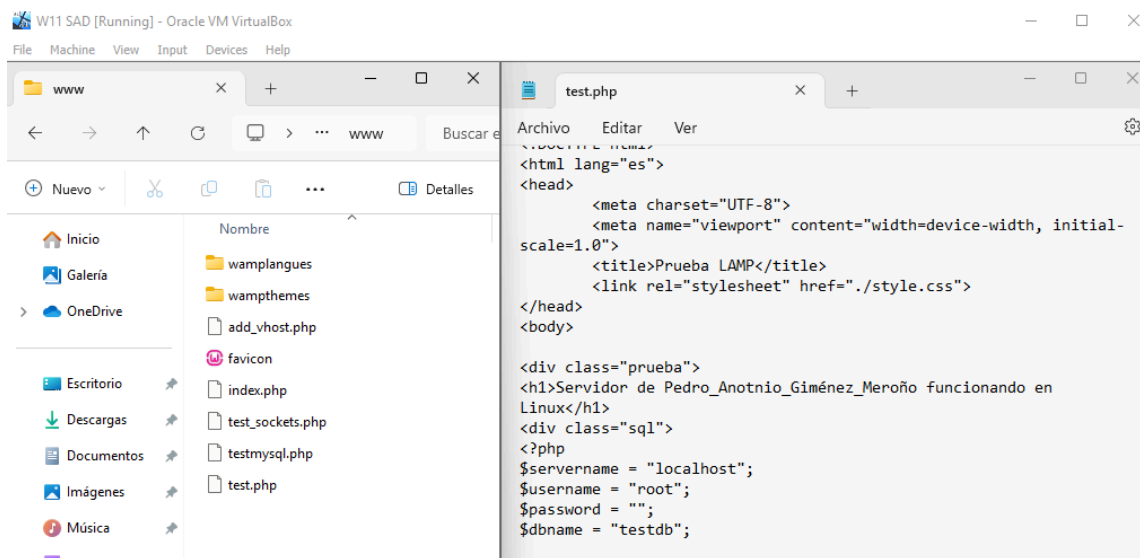 W11 SAD [Running] - Oracle VM VirtualBox
File Machine View Input Devices Help
www
... www Buscar e
Nuevo ... Detalles
Inicio
Galería
OneDrive
Escritorio
Descargas
Documentos
Imágenes
Música
Nombre
wamplangues
wampthemes
add_vhost.php
favicon
index.php
test_sockets.php
testmysql.php
test.php
test.php
Archivo Editar Ver
<!DOCTYPE html>
<html lang="es">
<head>
<meta charset="UTF-8">
<meta name="viewport" content="width=device-width, initial-
scale=1.0">
<title>Prueba LAMP</title>
<link rel="stylesheet" href="./style.css">
</head>
<body>
<div class="prueba">
<h1>Servidor de Pedro_Anotnio_Giménez_Meroño funcionando en
Linux</h1>
<div class="sql">
<?php
$servername = "localhost";
$username = "root";
$password = "";
$dbname = "testdb";